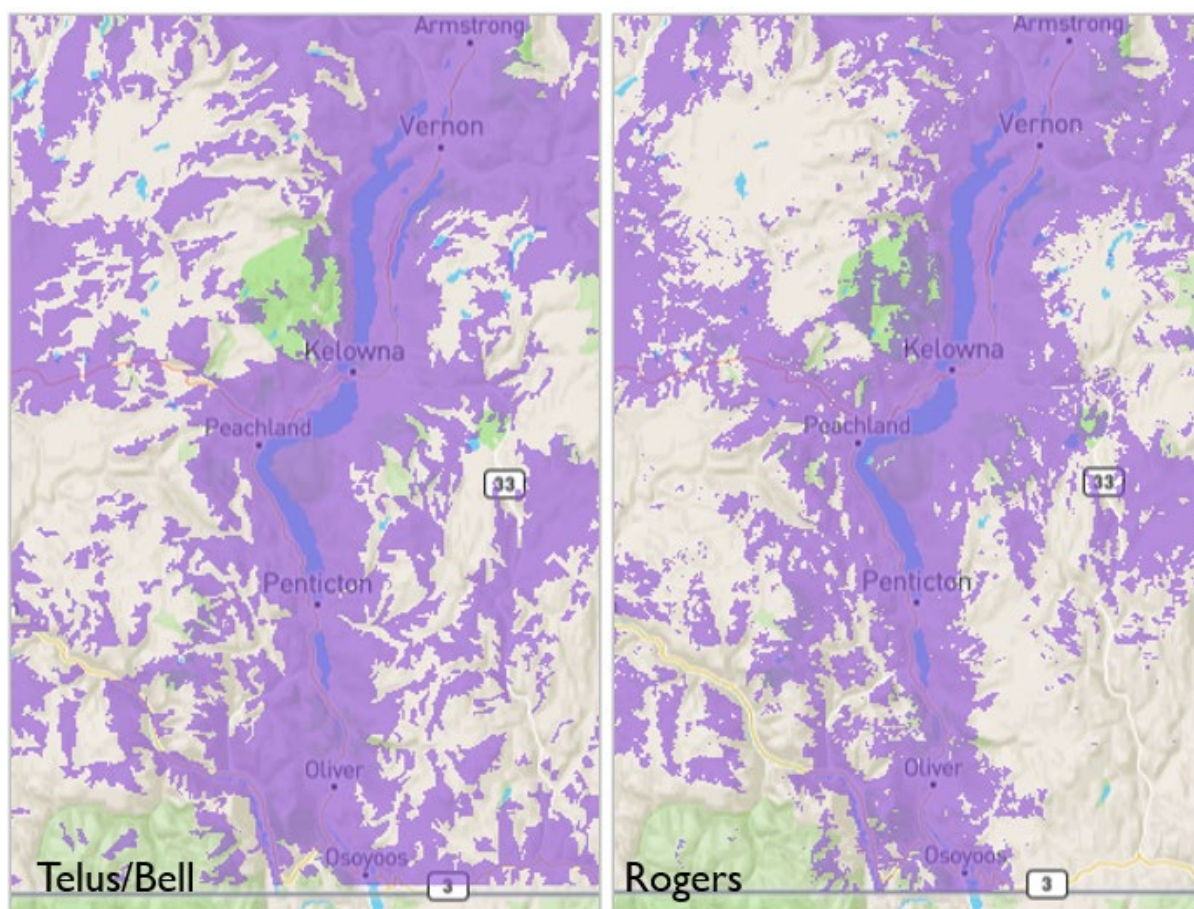 Armstrong
Vernon
Kelowna
Peachland
33
Penticton
Oliver
Osoyoos
3
Telus/Bell
Armstrong
Vernon
Kelowna
Peachland
33
Penticton
Oliver
Osoyoos
3
Rogers